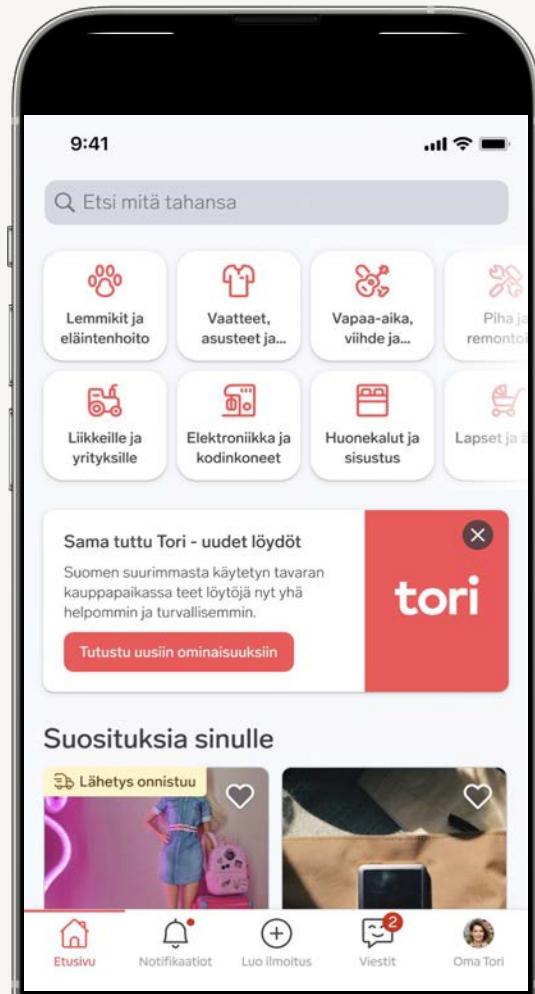 9:41
Etsi mitä tahansa
Lemmikit ja
eläintenhoito
Vaatteet,
asusteet ja...
Vapaa-aika,
viihde ja...
Piha ja
Liikkeille ja
yrityksille
Elektroniikka ja
kodinkoneet
Huonekalut ja
sisustus
Lapset ja
Sama tuttu Tori - uudet löydöt
Suomen suurimmasta käytetyn tavaran
kauppapaikassa teet löytöjä nyt yhä
helpommin ja turvallisemmin.
Tutustu uusiin ominaisuuksiin
tori
Suosituksia sinulle
Lähetys onnistuu
2
Etusivu
Notifikaatiot
Luo ilmoitus
Viestit
Oma Tori